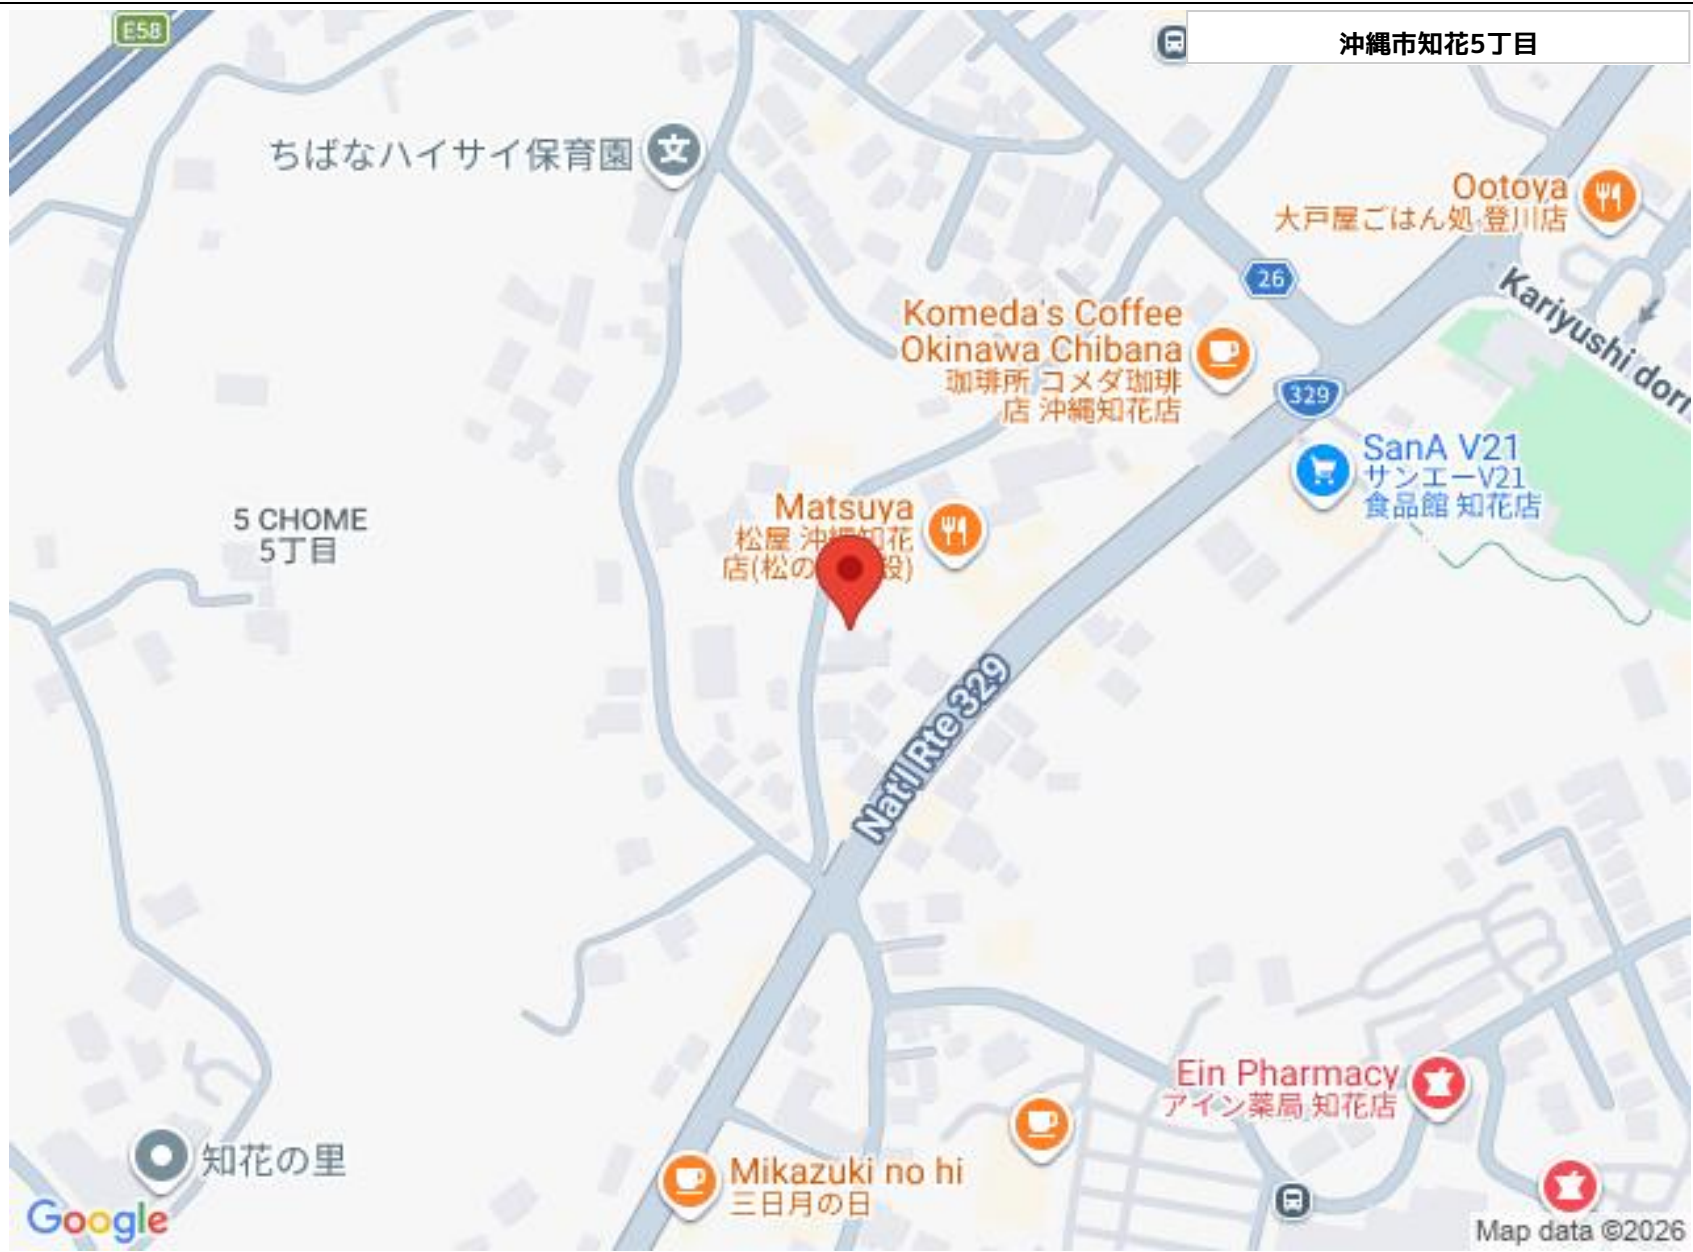 E58
沖縄市知花5丁目
ちばなハイサイ保育園
Ootoya
大戸屋ごはん処 登川店
26
Kariyushi dori
Komeda's Coffee
Okinawa Chibana
珈琲所 コメダ珈琲
店 沖縄知花店
329
SanA V21
サンエーV21
食品館 知花店
5 CHOME
5丁目
Matsuya
松屋 沖縄知花
店(松の
Nat'l Rte 329
Ein Pharmacy
アイン薬局 知花店
知花の里
Mikazuki no hi
三日月の日
Google
Map data ©2026